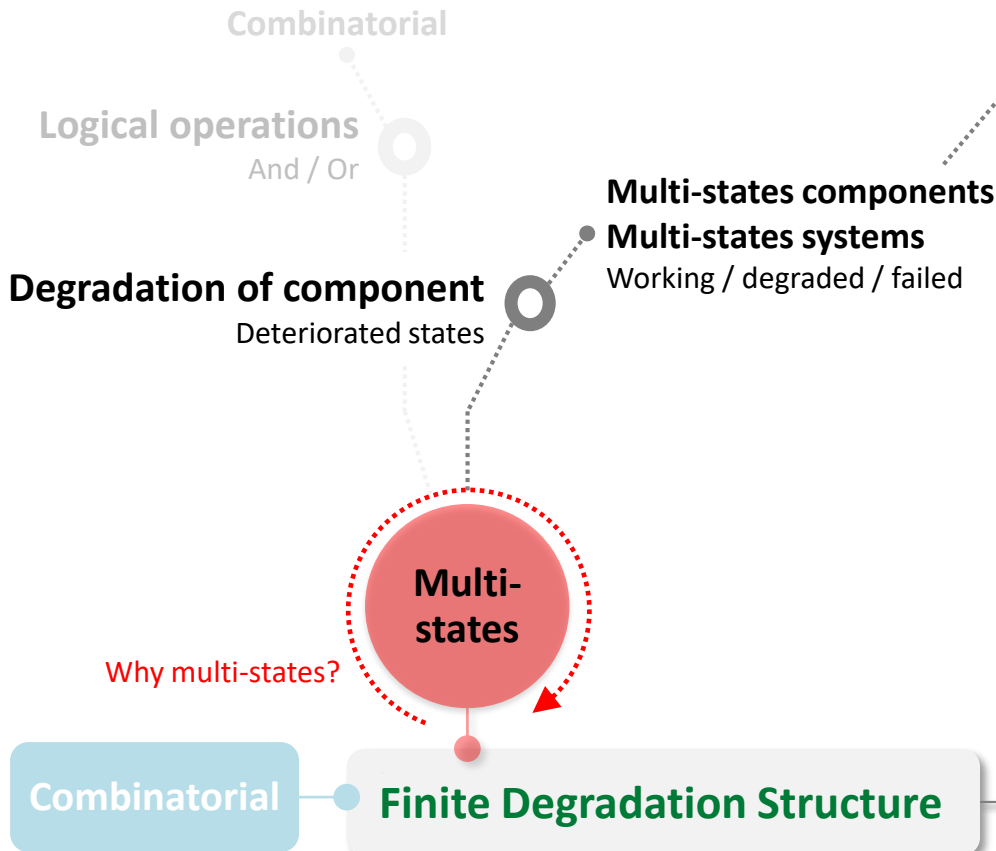 Combinatorial
Logical operations
And / Or
Multi-states components
Multi-states systems
Working / degraded / failed
Degradation of component
Deteriorated states
Multi-
states
Why multi-states?
Combinatorial
Finite Degradation Structure